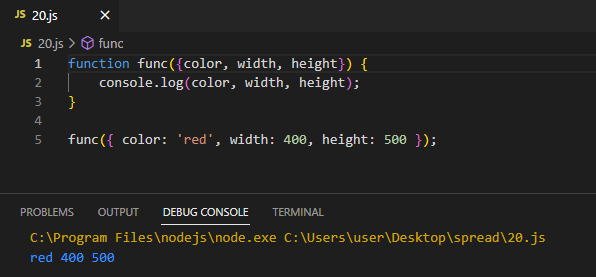 JS 20.js ×
JS 20.js > func
1 function func({color, width, height}) {
2     console.log(color, width, height);
3 }
4
5 func({ color: 'red', width: 400, height: 500 });
PROBLEMS OUTPUT DEBUG CONSOLE TERMINAL
C:\Program Files\nodejs\node.exe C:\Users\user\Desktop\spread\20.js
red 400 500